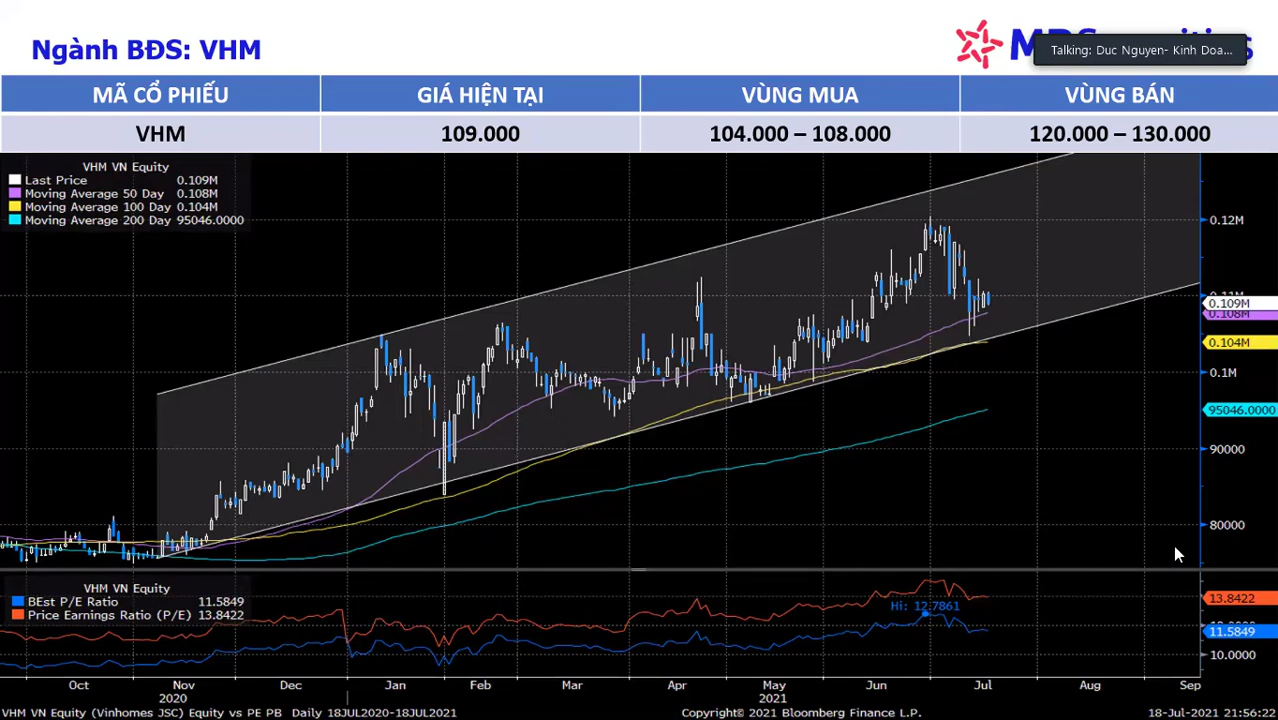 Ngành BĐS: VHM
Talking: Duc Nguyen- Kinh Doa...
MÃ CỔ PHIẾU GIÁ HIỆN TẠI VÙNG MUA VÙNG BÁN
VHM 109.000 104.000 – 108.000 120.000 – 130.000
VHM VN Equity
Last Price 0.109M
Moving Average 50 Day 0.108M
Moving Average 100 Day 0.104M
Moving Average 200 Day 95046.0000
0.12M
0.109M
0.108M
0.104M
0.1M
95046.0000
90000
80000
VHM VN Equity
BEst P/E Ratio 11.5849
Price Earnings Ratio (P/E) 13.8422
Hi: 12.7861
13.8422
11.5849
10.0000
Oct Nov Dec Jan Feb Mar Apr May Jun Jul Aug Sep
2020 2021
VHM VN Equity (Vinhomes JSC) Equity vs PE PB Daily 18JUL2020-18JUL2021 Copyright© 2021 Bloomberg Finance L.P. 18-Jul-2021 21:56:22